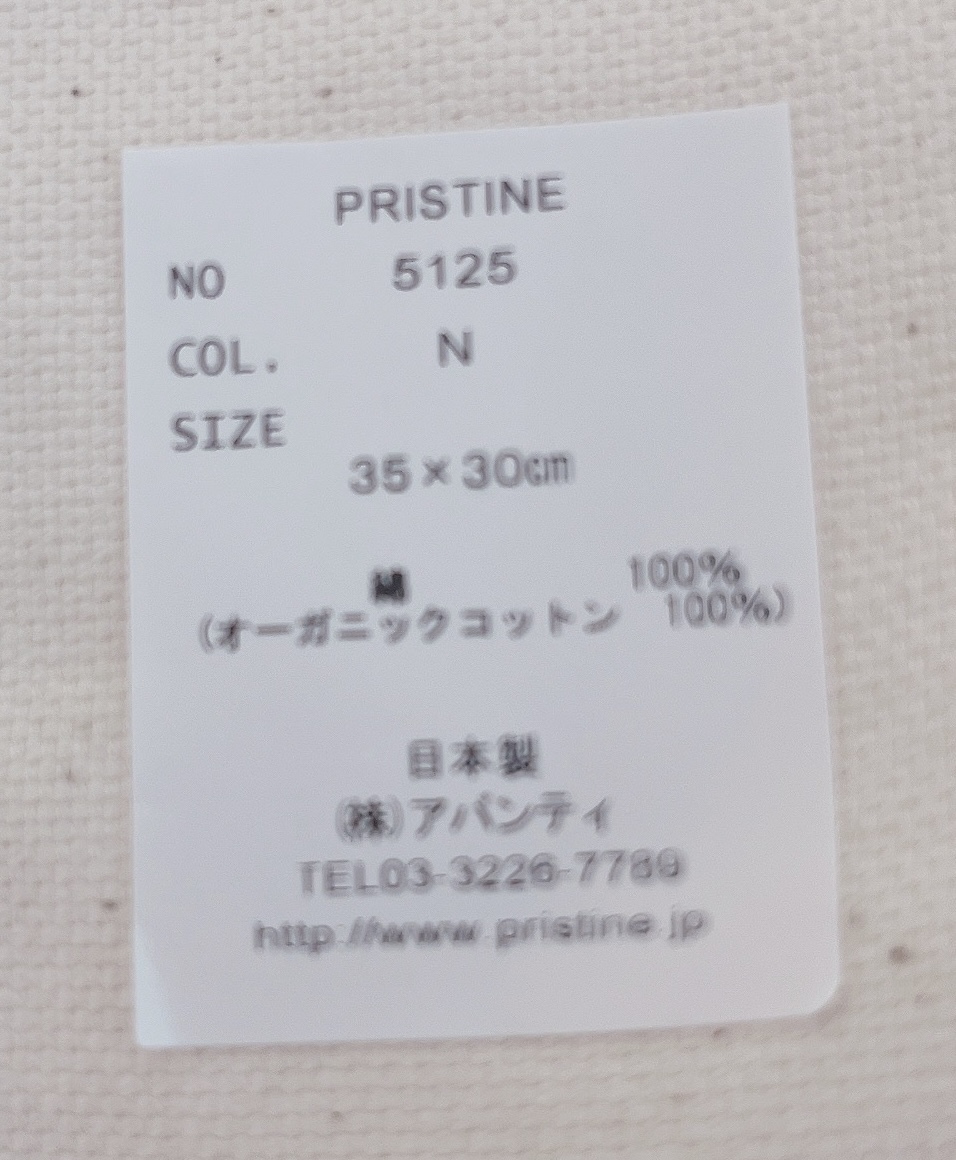 PRISTINE
NO 5125
COL. N
SIZE
35×30㎝
綿 100%
(オーガニックコットン 100%)
日本製
(株)アバンティ
TEL03-3226-7789
http://www.pristine.jp